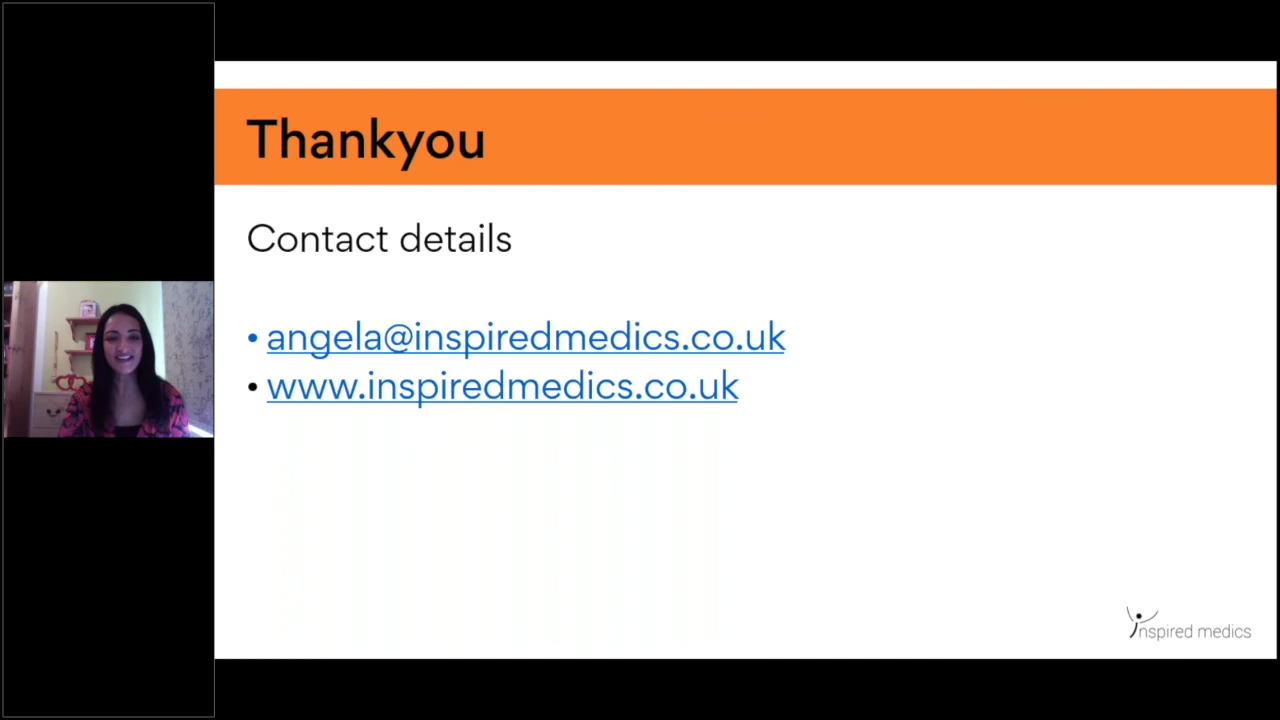 Thankyou
Contact details
• angela@inspiredmedics.co.uk
• www.inspiredmedics.co.uk
inspired medics